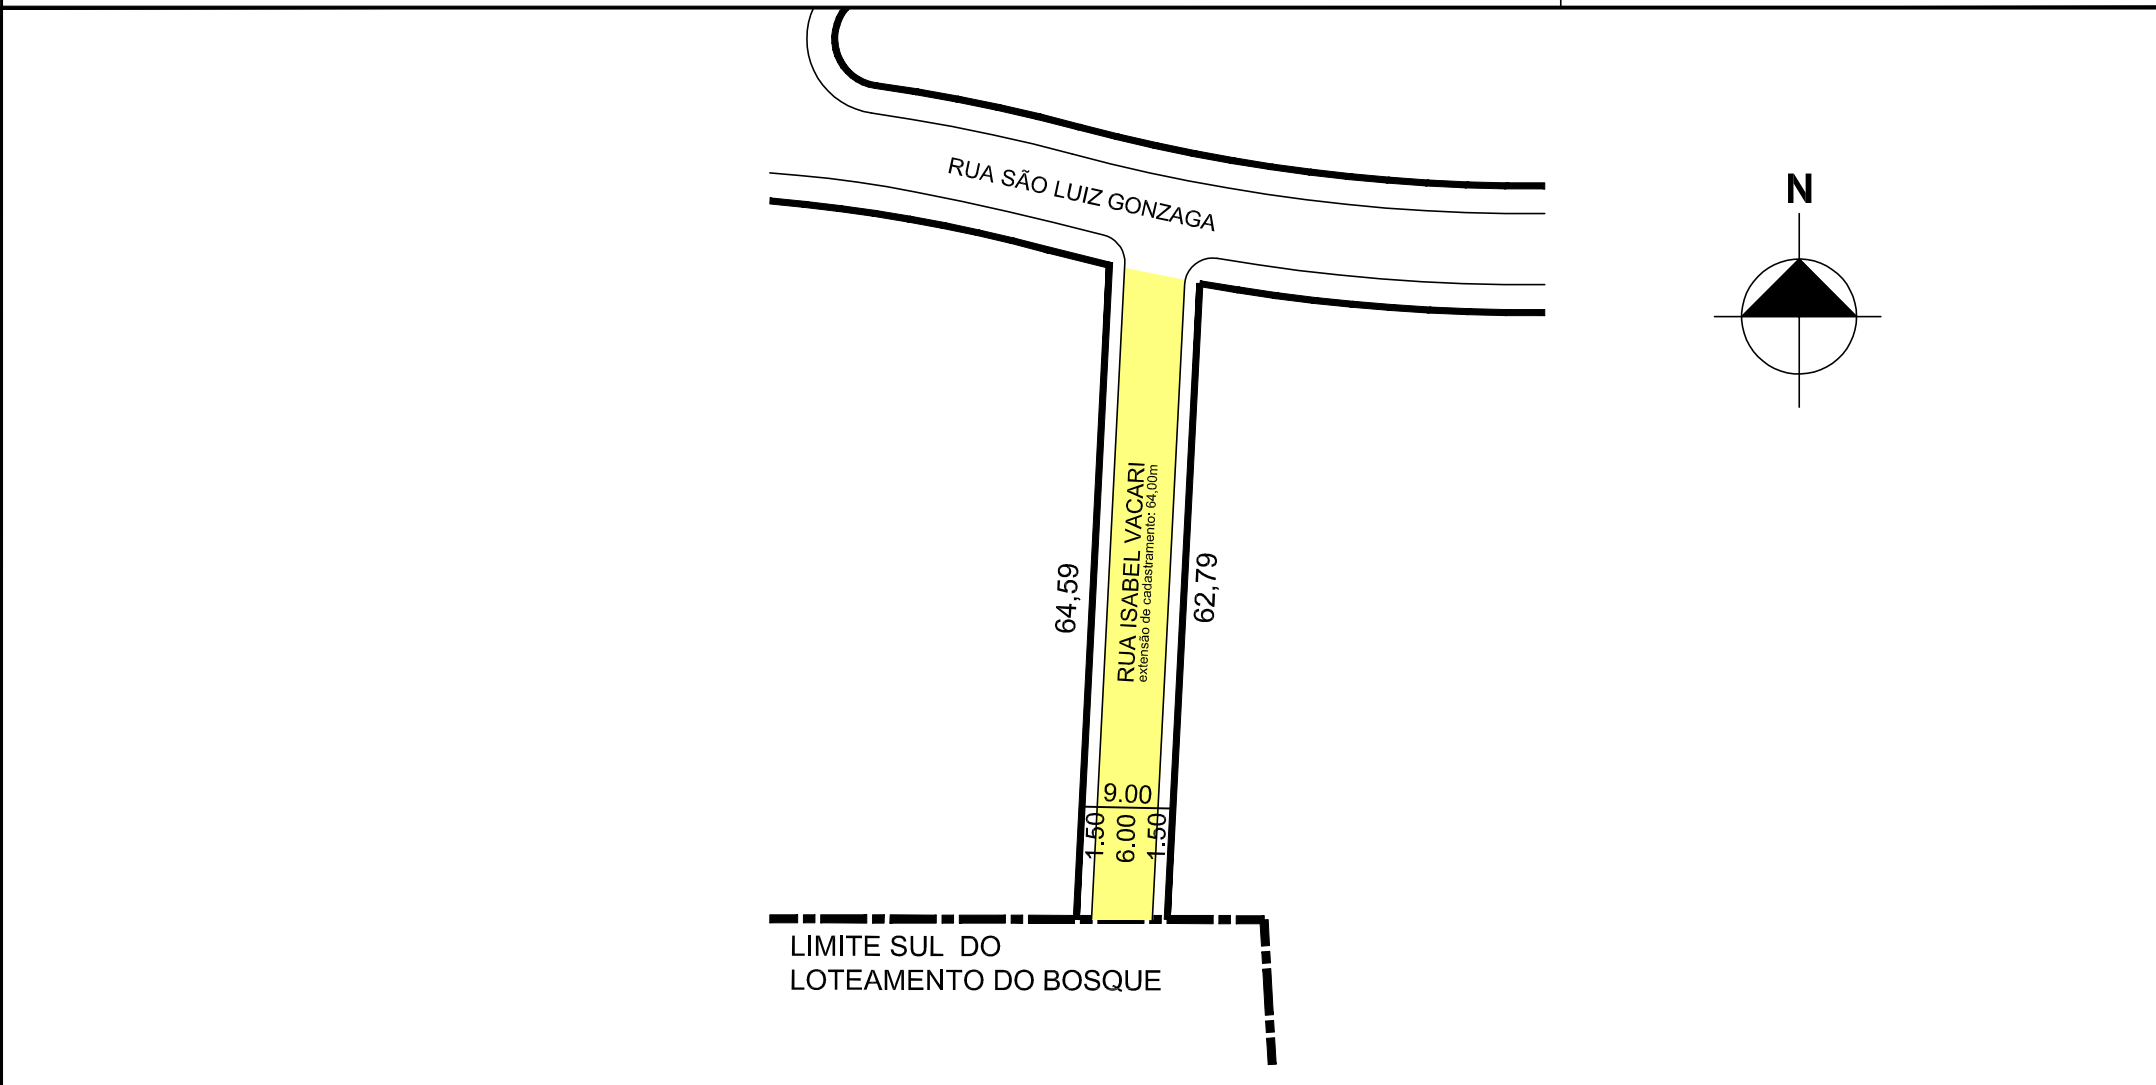 RUA SÃO LUIZ GONZAGA
N
RUA ISABEL VACARI
extensão de cadastramento: 64,00m
64,59
62,79
9.00
1.50
6.00
1.50
LIMITE SUL DO
LOTEAMENTO DO BOSQUE